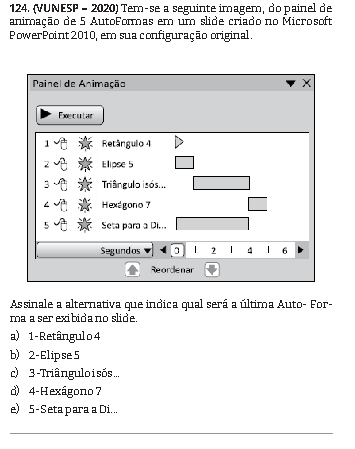 124. (VUNESP – 2020) Tem-se a seguinte imagem, do painel de
animação de 5 AutoFormas em um slide criado no Microsoft
PowerPoint 2010, em sua configuração original.
Painel de Animação
Executar
1 Retângulo 4
2 Elipse 5
3 Triângulo isós...
4 Hexágono 7
5 Seta para a Di...
Segundos 0 2 4 6
Reordenar
Assinale a alternativa que indica qual será a última Auto- For-
ma a ser exibida no slide.
a) 1-Retângulo 4
b) 2-Elipse 5
c) 3-Triângulo isós...
d) 4-Hexágono 7
e) 5-Seta para a Di...